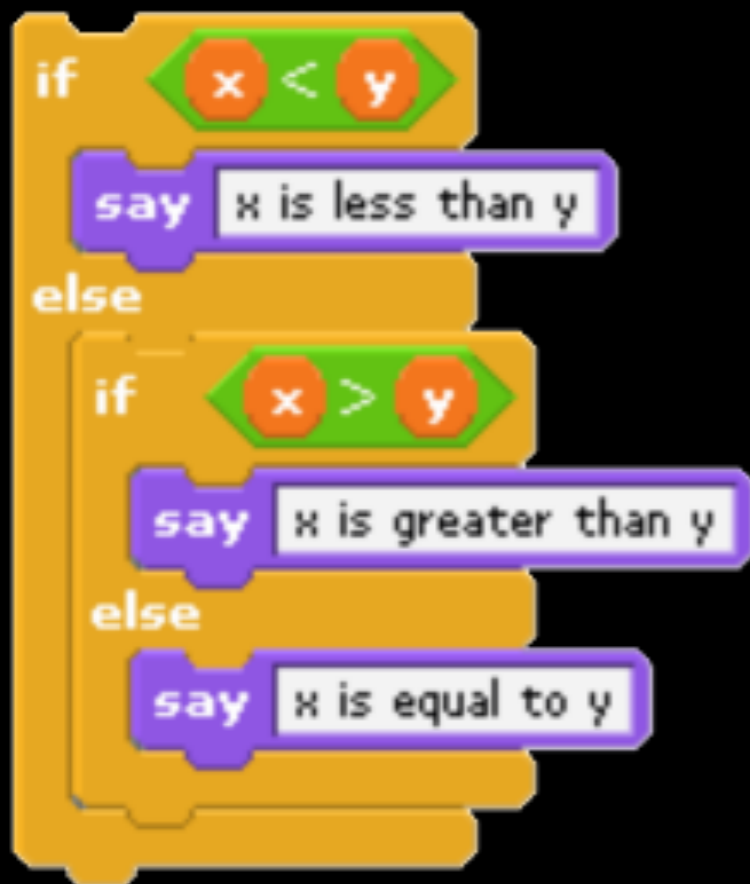 if x < y
say x is less than y
else
if x > y
say x is greater than y
else
say x is equal to y